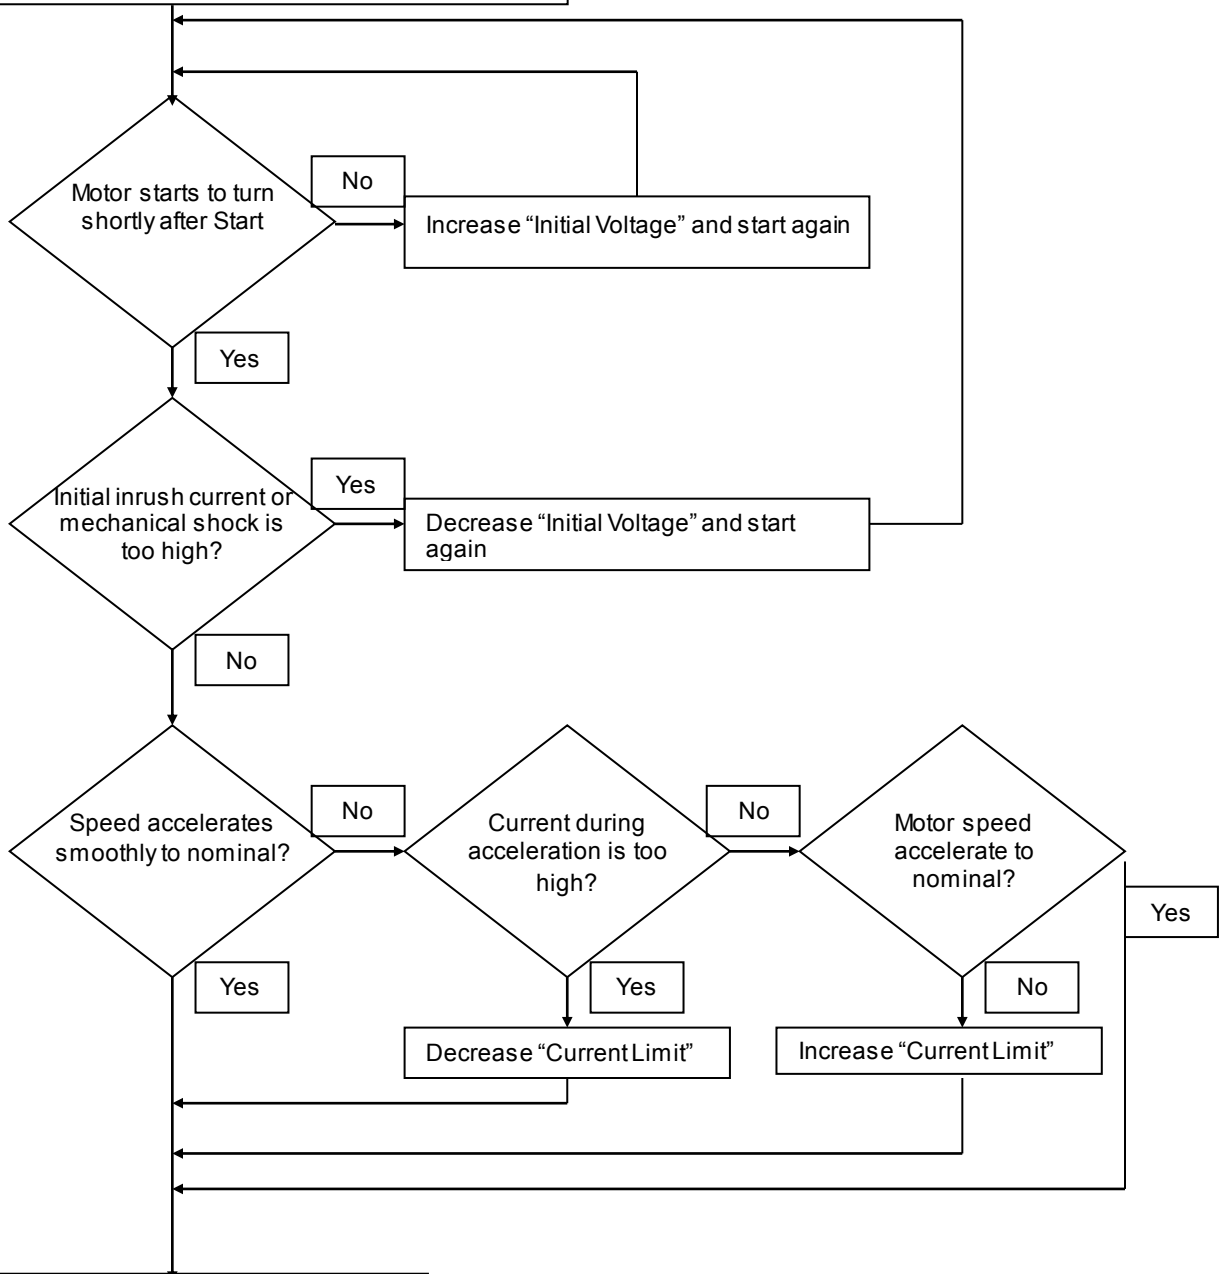 Motor starts to turn
shortly after Start
No
Increase “Initial Voltage” and start again
Yes
Initial inrush current or
mechanical shock is
too high?
Yes
Decrease “Initial Voltage” and start
again
No
Speed accelerates
smoothly to nominal?
No
Current during
acceleration is too
high?
No
Motor speed
accelerate to
nominal?
Yes
Yes
Yes
No
Decrease “Current Limit”
Increase “Current Limit”